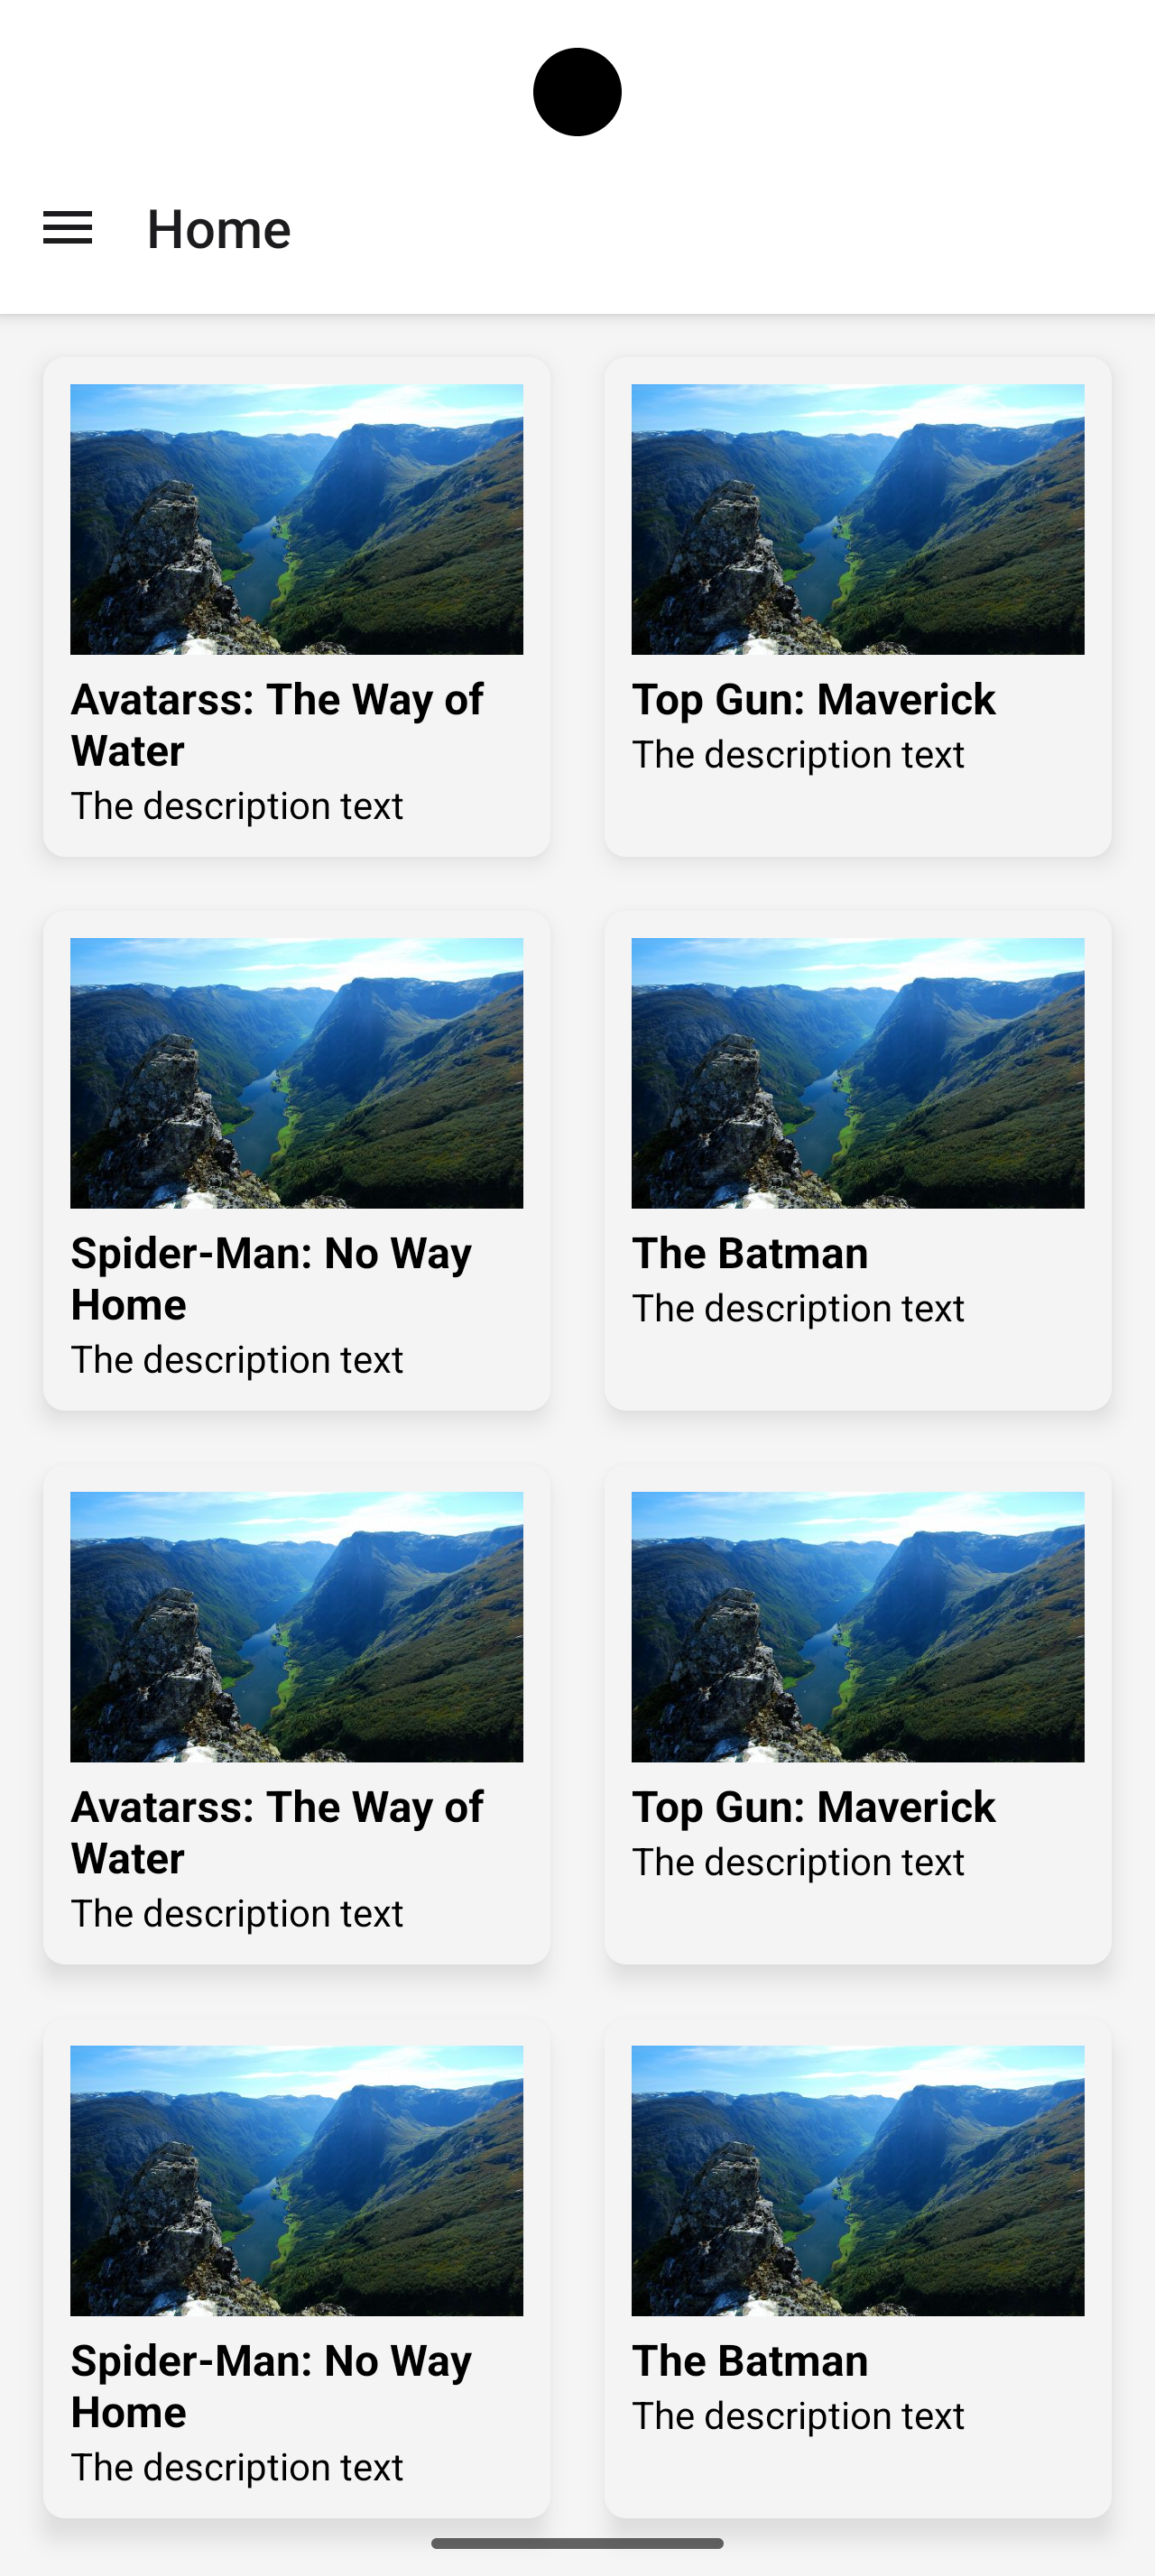 Home
Avatarss: The Way of
Water
The description text
Top Gun: Maverick
The description text
Spider-Man: No Way
Home
The description text
The Batman
The description text
Avatarss: The Way of
Water
The description text
Top Gun: Maverick
The description text
Spider-Man: No Way
Home
The description text
The Batman
The description text